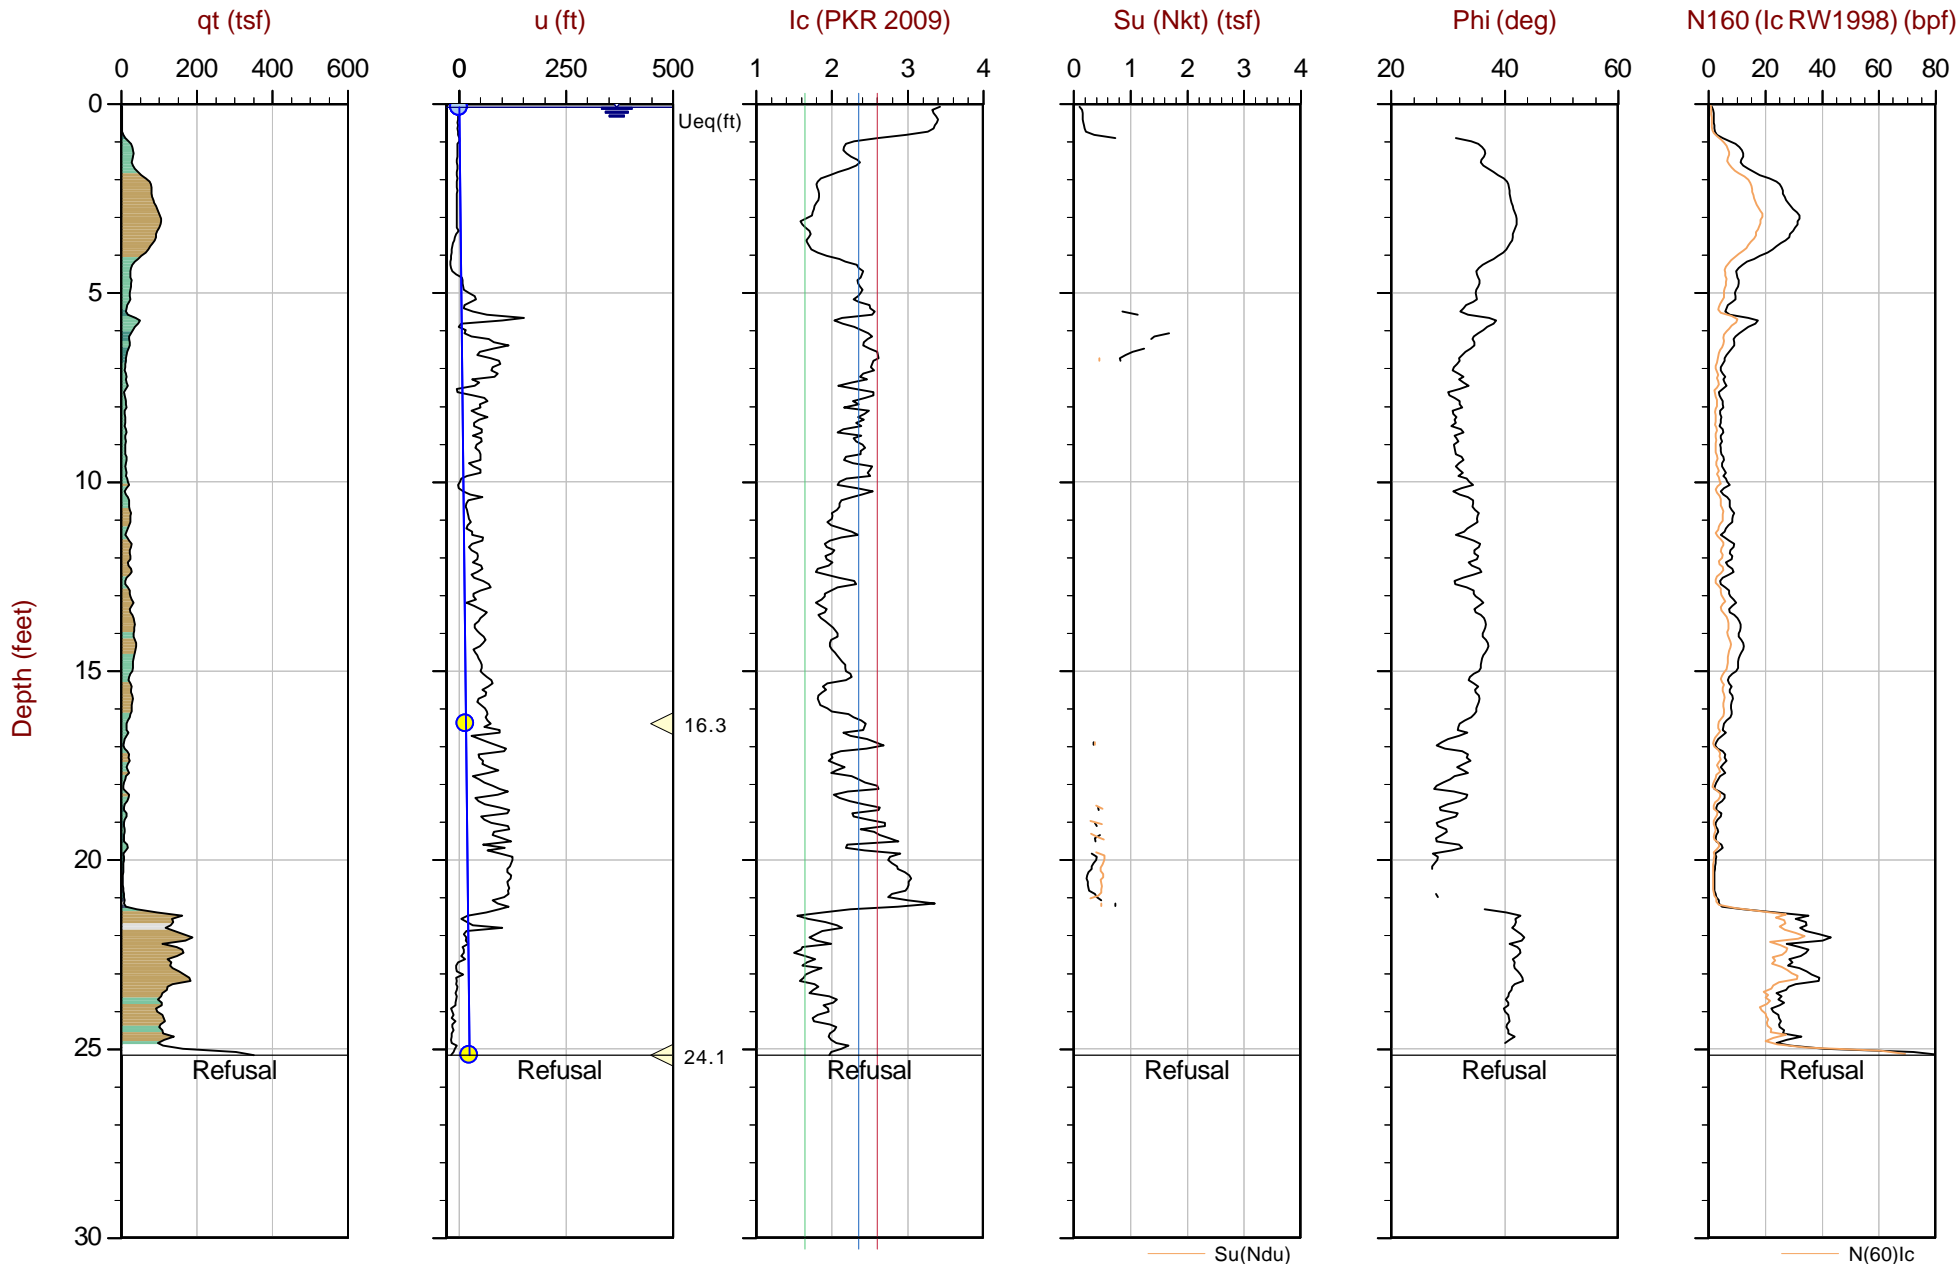 qt (tsf) u (ft) Ic (PKR 2009) Su (Nkt) (tsf) Phi (deg) N160 (Ic RW1998) (bpf)
0 200 400 600 0 0 250 500 1 2 3 4 0 1 2 3 4 20 40 60 0 20 40 60 80
0
Ueq(ft)
5
10
15
16.3
20
24.1
25
Refusal Refusal Refusal Refusal Refusal Refusal
30
Depth (feet)
Su(Ndu) N(60)Ic